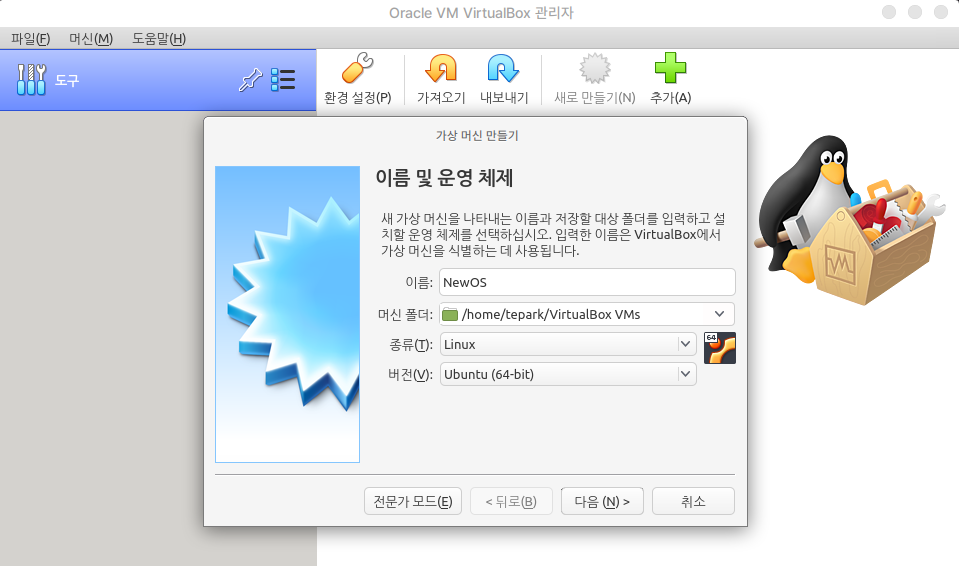 Oracle VM VirtualBox 관리자
파일(F) 머신(M) 도움말(H)
도구
환경 설정(P) 가져오기 내보내기 새로 만들기(N) 추가(A)
가상 머신 만들기
이름 및 운영 체제
새 가상 머신을 나타내는 이름과 저장할 대상 폴더를 입력하고 설
치할 운영 체제를 선택하십시오. 입력한 이름은 VirtualBox에서
가상 머신을 식별하는 데 사용됩니다.
이름: NewOS
머신 폴더: /home/tepark/VirtualBox VMs
종류(T): Linux
64
버전(V): Ubuntu (64-bit)
전문가 모드(E) < 뒤로(B) 다음 (N) > 취소